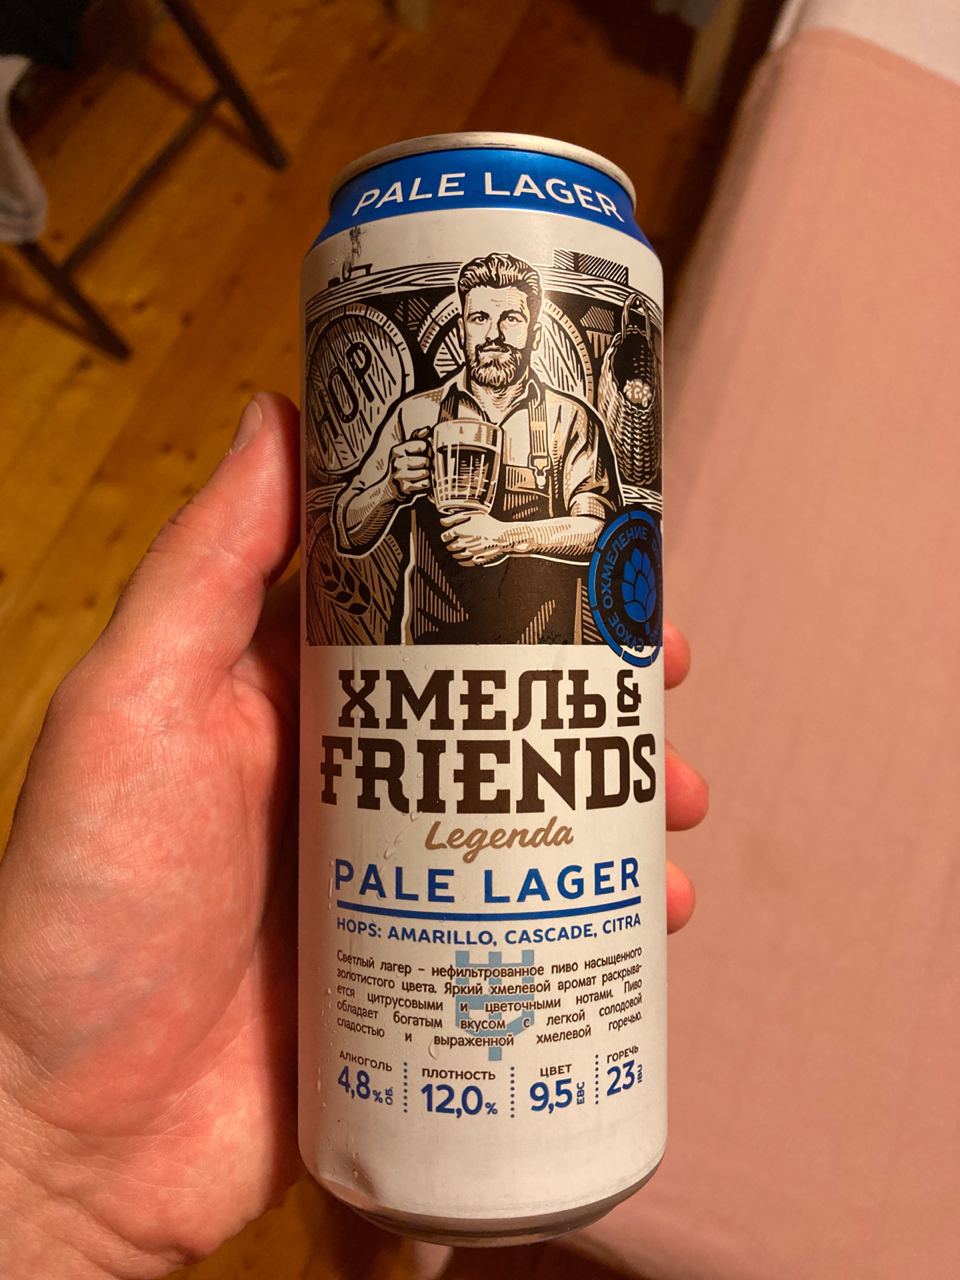 PALE LAGER
HOP
СУХОЕ ОХМЕЛЕНИЕ
ХМЕЛЬ &
FRIENDS
Legenda
PALE LAGER
HOPS: AMARILLO, CASCADE, CITRA
Светлый лагер – нефильтрованное пиво насыщенного
золотистого цвета. Яркий хмелевой аромат раскрыва-
ется цитрусовыми и цветочными нотами. Пиво
обладает богатым вкусом с легкой солодовой
сладостью и выраженной хмелевой горечью.
АЛКОГОЛЬ ПЛОТНОСТЬ ЦВЕТ ГОРЕЧЬ
4,8% ОБ. 12,0% 9,5 EBC 23 IBU